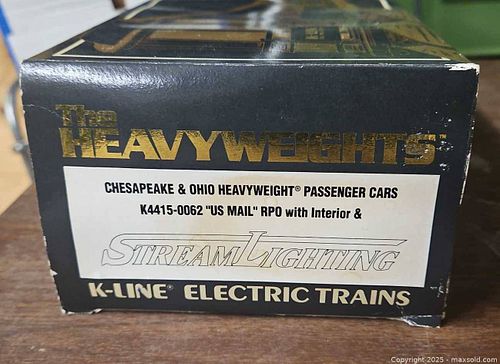 The
HEAVYWEIGHTS™
CHESAPEAKE & OHIO HEAVYWEIGHT® PASSENGER CARS
K4415-0062 "US MAIL" RPO with Interior &
STREAMLIGHTING
K-LINE® ELECTRIC TRAINS
Copyright 2025 - maxsold.com